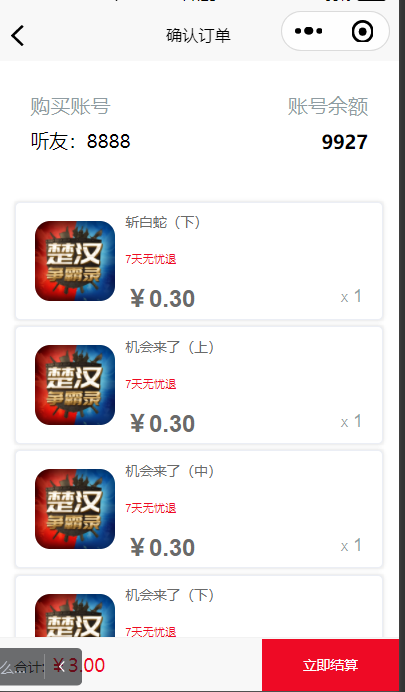 确认订单
购买账号 账号余额
听友：8888 9927
斩白蛇（下）
7天无忧退
￥0.30 x 1
楚汉
争霸录
机会来了（上）
7天无忧退
￥0.30 x 1
楚汉
争霸录
机会来了（中）
7天无忧退
￥0.30 x 1
楚汉
争霸录
机会来了（下）
7天无忧退
楚汉
合计: ￥3.00 立即结算